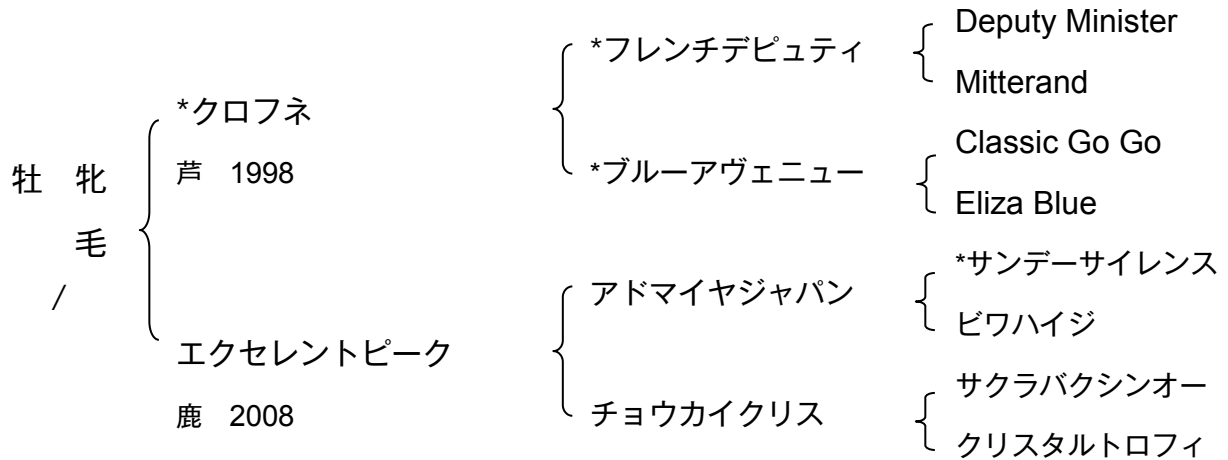 牡 牝
毛
/
*クロフネ
芦 1998
エクセレントピーク
鹿 2008
*フレンチデピュティ
*ブルーアヴェニュー
アドマイヤジャパン
チョウカイクリス
Deputy Minister
Mitterand
Classic Go Go
Eliza Blue
*サンデーサイレンス
ビワハイジ
サクラバクシンオー
クリスタルトロフィ